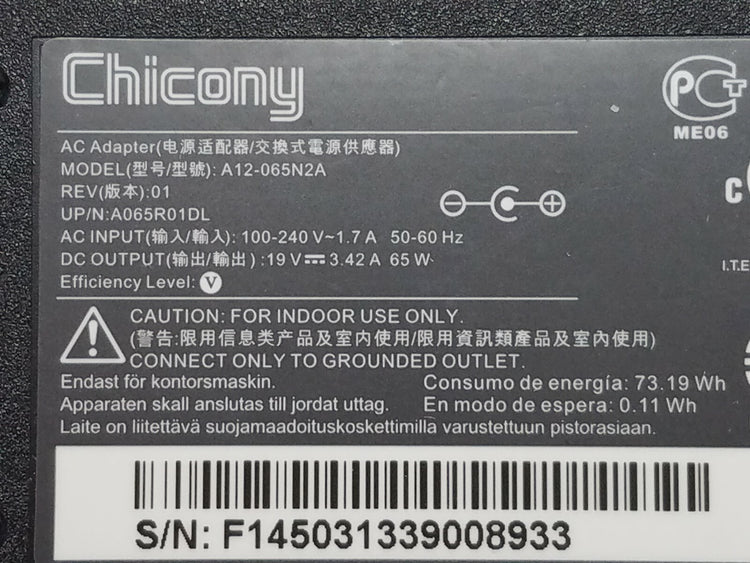 Chicony
PCT
ME06
AC Adapter(电源适配器/交換式電源供應器)
MODEL(型号/型號): A12-065N2A
REV(版本):01
UP/N:A065R01DL
C
AC INPUT(输入/輸入): 100-240 V~1.7 A 50-60 Hz
DC OUTPUT(输出/輸出) :19 V⎓ 3.42 A 65 W
I.T.E
Efficiency Level: V
CAUTION: FOR INDOOR USE ONLY.
(警告:限用信息类产品及室内使用/限用資訊類產品及室內使用)
CONNECT ONLY TO GROUNDED OUTLET.
Endast för kontorsmaskin.
Consumo de energía: 73.19 Wh
Apparaten skall anslutas till jordat uttag.
En modo de espera: 0.11 Wh
Laite on liitettävä suojamaadoituskoskettimilla varustettuun pistorasiaan.
S/N: F145031339008933